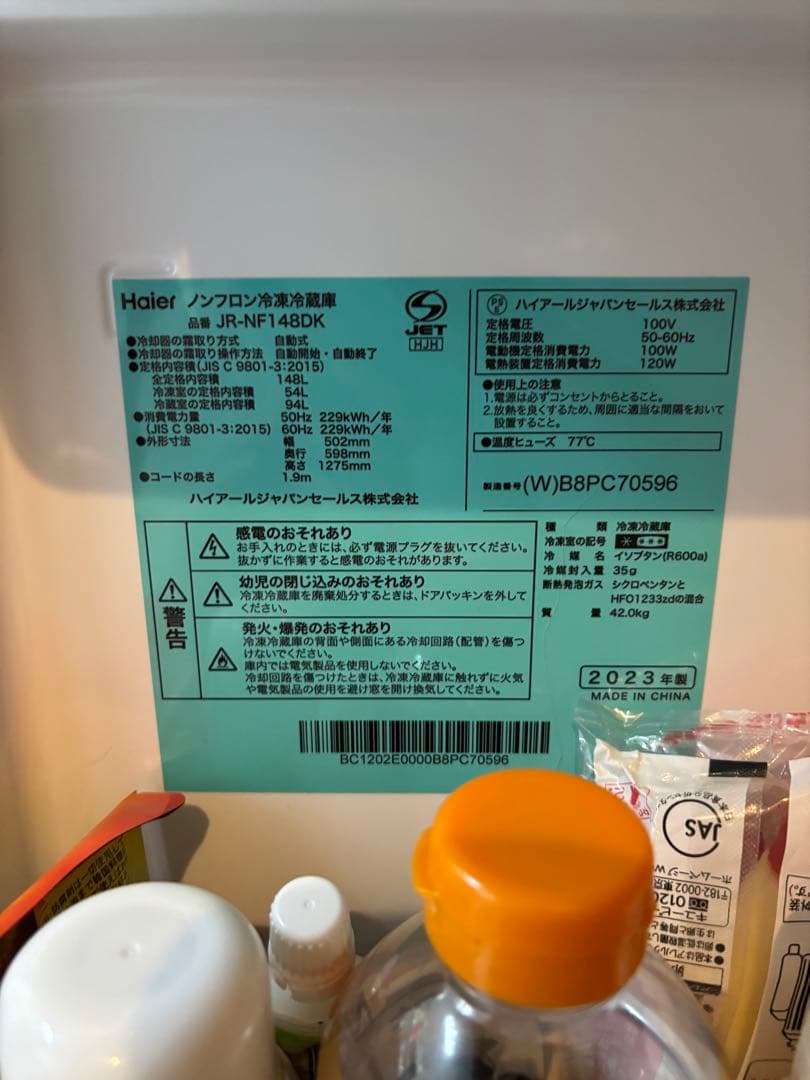 Haier ノンフロン冷凍冷蔵庫
品番 JR-NF148DK
JET
HJH
●冷却器の霜取り方式 自動式
●冷却器の霜取り操作方法 自動開始・自動終了
●定格内容積(JIS C 9801-3:2015)
全定格内容積 148L
冷凍室の定格内容積 54L
冷蔵室の定格内容積 94L
●消費電力量 50Hz 229kWh/年
(JIS C 9801-3:2015) 60Hz 229kWh/年
●外形寸法 幅 502mm
奥行 598mm
高さ 1275mm
●コードの長さ 1.9m
ハイアールジャパンセールス株式会社
PS E ハイアールジャパンセールス株式会社
定格電圧 100V
定格周波数 50-60Hz
電動機定格消費電力 100W
電熱装置定格消費電力 120W
●使用上の注意
1.電源は必ずコンセントからとること。
2.放熱を良くするため、周囲に適当な間隔をおいて
設置すること。
●温度ヒューズ 77℃
製造番号(W)B8PC70596
警告
感電のおそれあり
お手入れのときには、必ず電源プラグを抜いてください。
抜かずに作業すると感電のおそれがあります。
幼児の閉じ込みのおそれあり
冷凍冷蔵庫を廃棄処分するときは、ドアパッキンを外して
ください。
発火・爆発のおそれあり
冷凍冷蔵庫の背面や側面にある冷却回路(配管)を傷つ
けないでください。
庫内では電気製品を使用しないでください。
冷却回路を傷つけたときは、冷凍冷蔵庫に触れずに火気
や電気製品の使用を避け窓を開け換気してください。
種類 冷凍冷蔵庫
冷凍室の記号
冷媒名 イソブタン(R600a)
冷媒封入量 35g
断熱発泡ガス シクロペンタンと
HFO1233zdの混合
質量 42.0kg
2023年製
MADE IN CHINA
BC1202E0000B8PC70596
JAS
ホームページ
〒182-0002 東京
0120
キユーピ